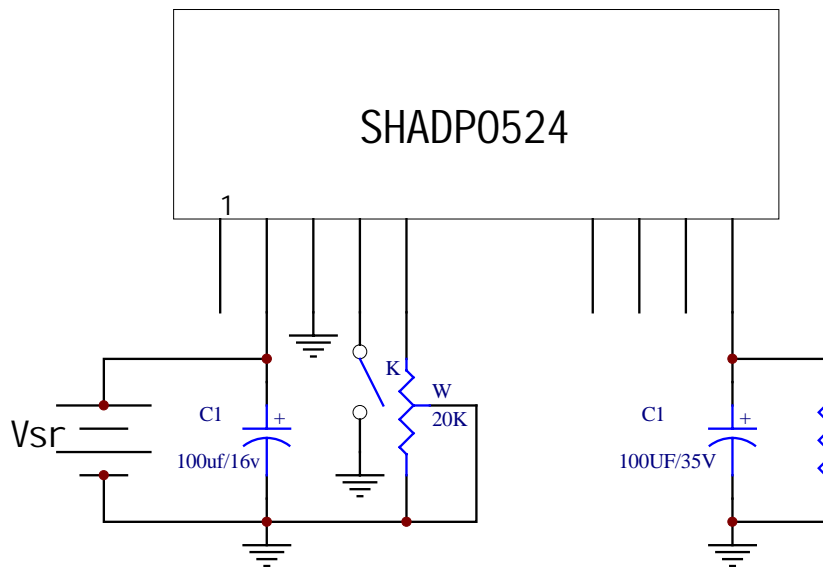 SHADP0524
1
K
W
20K
C1
+
100uf/16v
Vsr
C1
+
100UF/35V